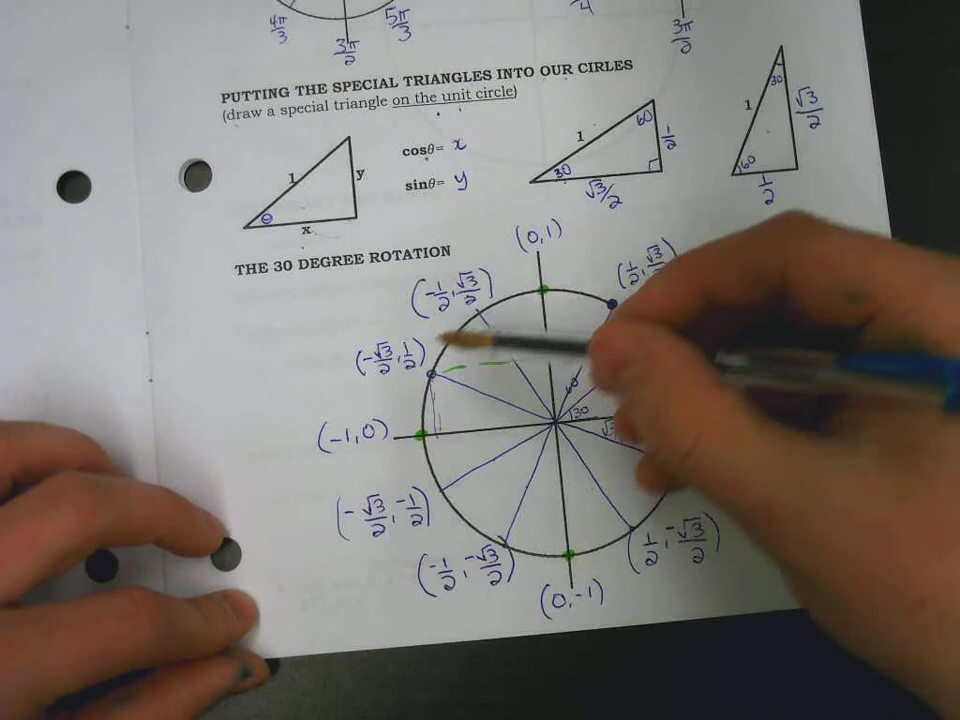 4π/3
3π/2
5π/3
4
3π/2
PUTTING THE SPECIAL TRIANGLES INTO OUR CIRLES
(draw a special triangle on the unit circle)
1
y
θ
x
cosθ= x
sinθ= y
1
60
1/2
30
√3/2
30
1
√3/2
60
1/2
THE 30 DEGREE ROTATION
(0,1)
(-1/2, √3/2)
(1/2, √3/2
(-√3/2, 1/2)
60
30
(-1,0)
√3
(-√3/2, -1/2)
(-1/2, -√3/2)
(1/2, -√3/2)
(0,-1)